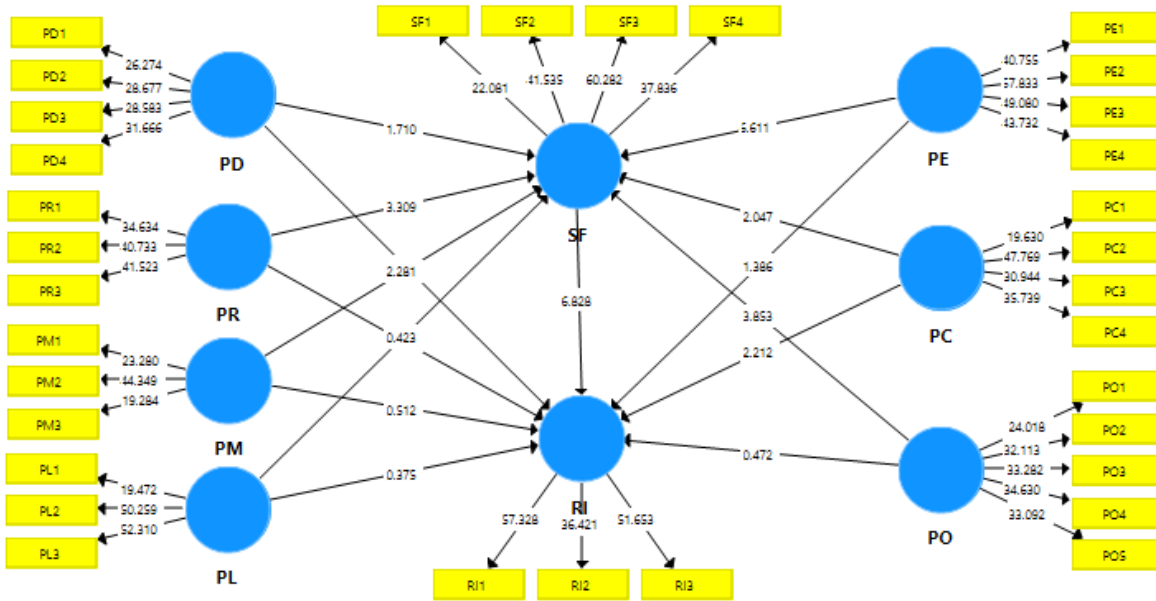 SF1 SF2 SF3 SF4
PD1
PD2
PD3
PD4
26.274
28.677
28.583
31.666
PD
22.081 41.535 60.282 37.836
SF
PE1
PE2
PE3
PE4
40.755
57.833
49.080
43.732
PE
1.710
5.611
PR1
PR2
PR3
34.634
40.733
41.523
PR
3.309
2.281
0.423
6.828
2.047
1.386
3.853
2.212
PC1
PC2
PC3
PC4
19.630
47.769
30.944
35.739
PC
PM1
PM2
PM3
23.280
44.349
19.284
PM
0.512
PL1
PL2
PL3
19.472
50.259
52.310
PL
0.375
0.472
RI
57.328 36.421 51.653
RI1 RI2 RI3
PO1
PO2
PO3
PO4
PO5
24.018
32.113
33.282
34.630
33.092
PO